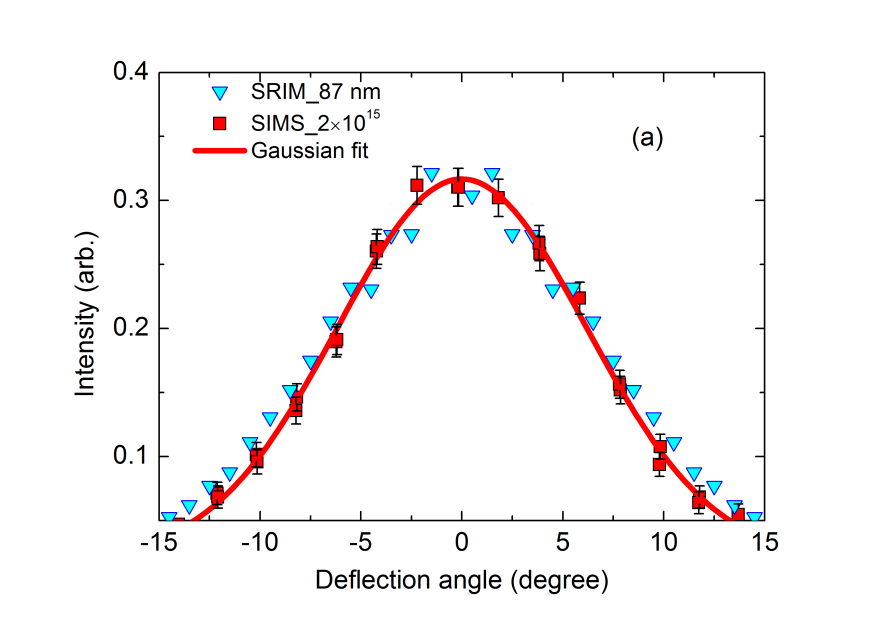 0.4
SRIM_87 nm
SIMS_2×10¹⁵
(a)
Gaussian fit
0.3
Intensity (arb.)
0.2
0.1
-15 -10 -5 0 5 10 15
Deflection angle (degree)